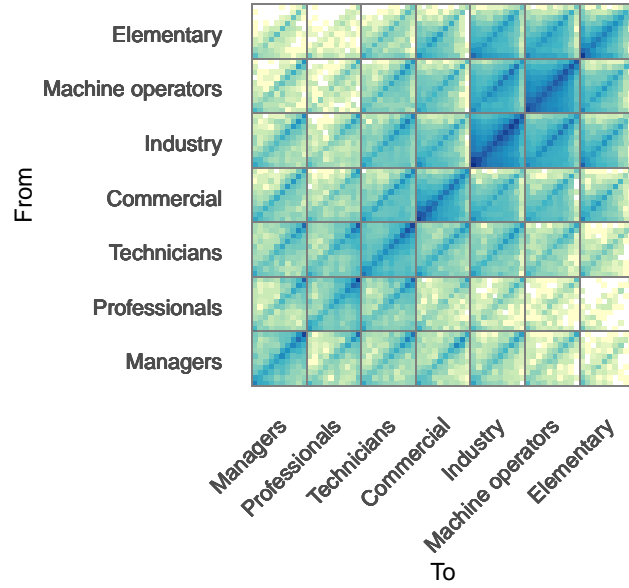 Elementary
Machine operators
Industry
Commercial
Technicians
Professionals
Managers
From
Managers
Professionals
Technicians
Commercial
Industry
Machine operators
Elementary
To